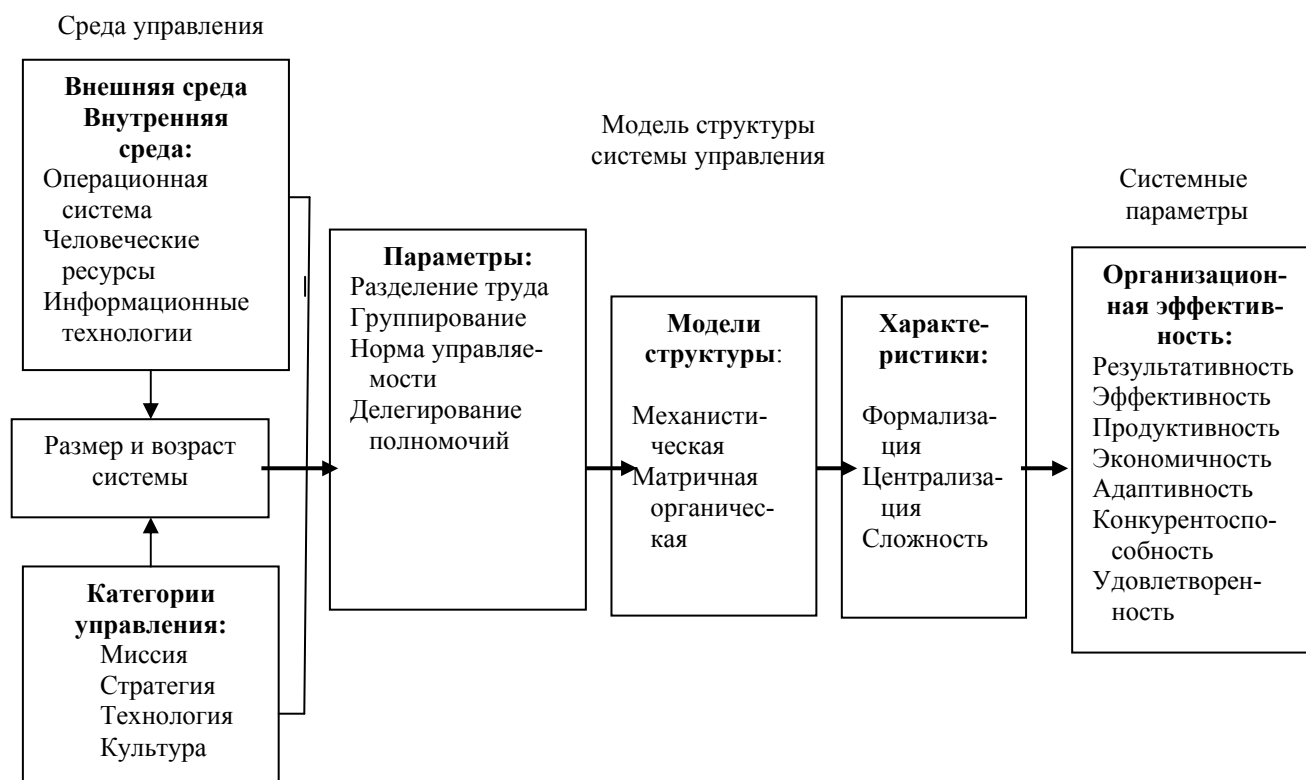 Среда управления
Внешняя среда
Внутренняя
среда:
Операционная
система
Человеческие
ресурсы
Информационные
технологии
Размер и возраст
системы
Категории
управления:
Миссия
Стратегия
Технология
Культура
Модель структуры
системы управления
Параметры:
Разделение труда
Группирование
Норма управляе-
мости
Делегирование
полномочий
Модели
структуры:
Механисти-
ческая
Матричная
органичес-
кая
Характе-
ристики:
Формализа-
ция
Централиза-
ция
Сложность
Системные
параметры
Организацион-
ная эффектив-
ность:
Результативность
Эффективность
Продуктивность
Экономичность
Адаптивность
Конкурентоспо-
собность
Удовлетворен-
ность